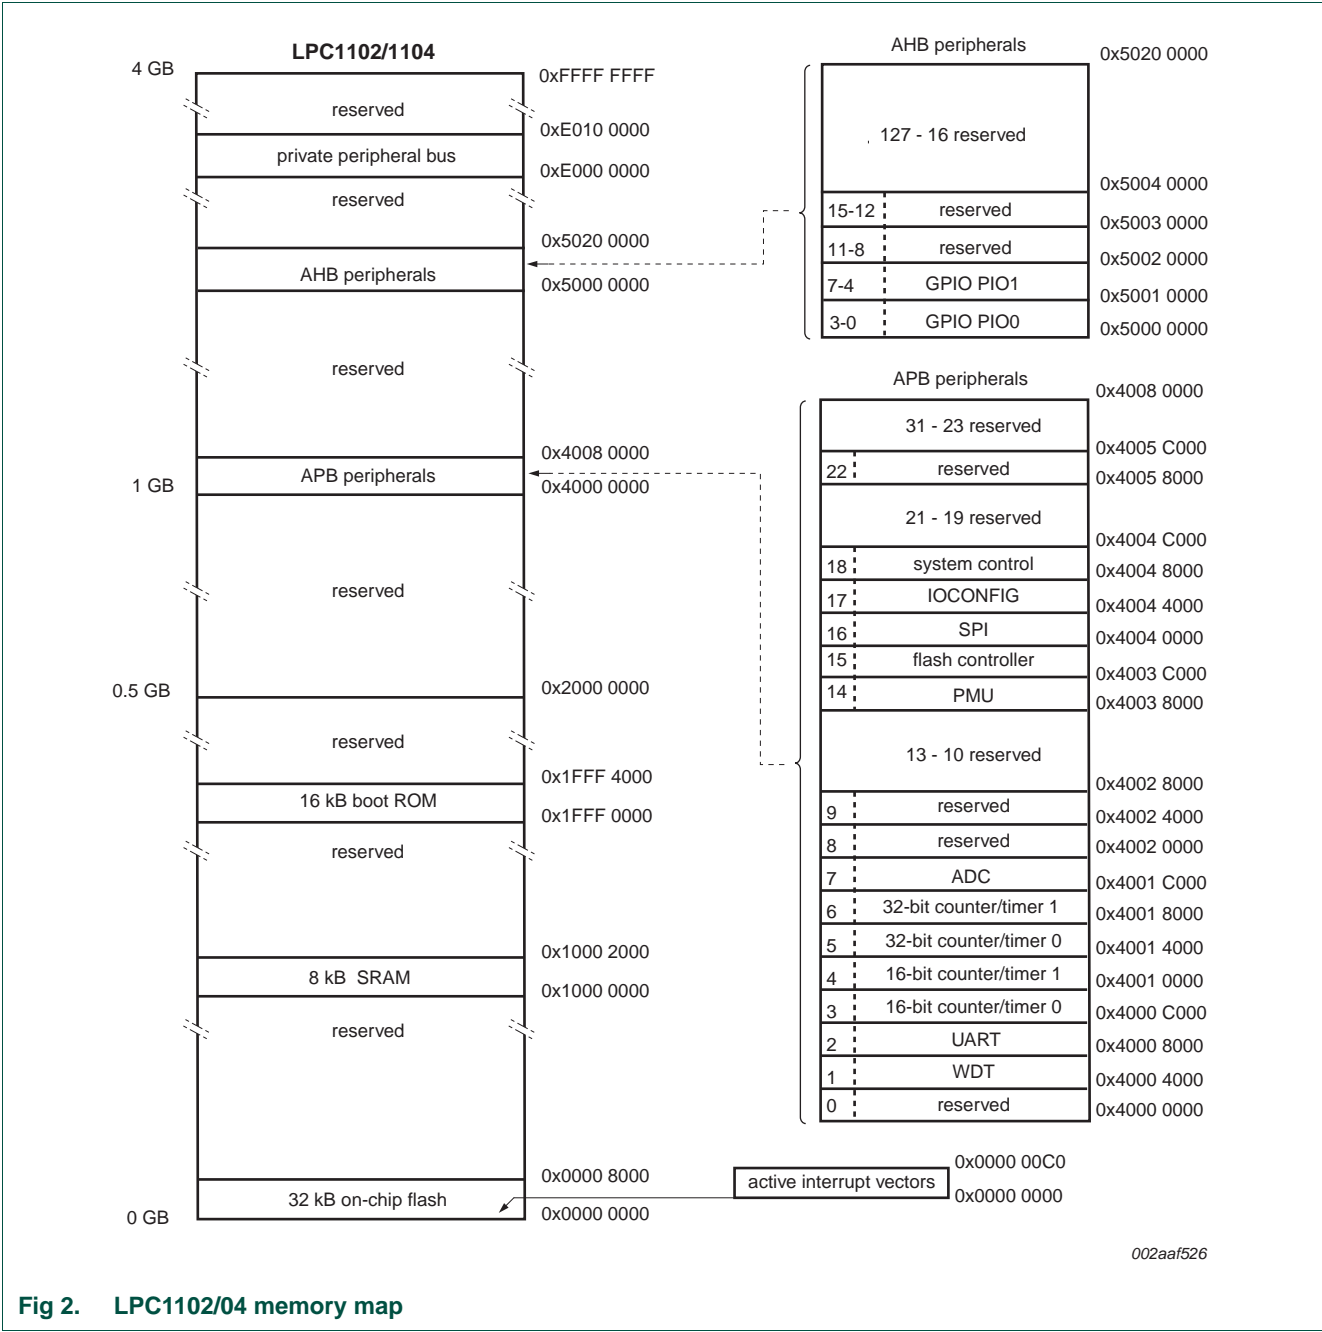 LPC1102/1104
4 GB
0xFFFF FFFF
reserved
0xE010 0000
private peripheral bus
0xE000 0000
reserved
0x5020 0000
AHB peripherals
0x5000 0000
reserved
0x4008 0000
APB peripherals
1 GB
0x4000 0000
reserved
0x2000 0000
0.5 GB
reserved
0x1FFF 4000
16 kB boot ROM
0x1FFF 0000
reserved
0x1000 2000
8 kB SRAM
0x1000 0000
reserved
0x0000 8000
32 kB on-chip flash
0 GB
0x0000 0000
AHB peripherals
0x5020 0000
127 - 16 reserved
0x5004 0000
15-12 reserved
0x5003 0000
11-8 reserved
0x5002 0000
7-4 GPIO PIO1
0x5001 0000
3-0 GPIO PIO0
0x5000 0000
APB peripherals
0x4008 0000
31 - 23 reserved
0x4005 C000
22 reserved
0x4005 8000
21 - 19 reserved
0x4004 C000
18 system control
0x4004 8000
17 IOCONFIG
0x4004 4000
16 SPI
0x4004 0000
15 flash controller
0x4003 C000
14 PMU
0x4003 8000
13 - 10 reserved
0x4002 8000
9 reserved
0x4002 4000
8 reserved
0x4002 0000
7 ADC
0x4001 C000
6 32-bit counter/timer 1
0x4001 8000
5 32-bit counter/timer 0
0x4001 4000
4 16-bit counter/timer 1
0x4001 0000
3 16-bit counter/timer 0
0x4000 C000
2 UART
0x4000 8000
1 WDT
0x4000 4000
0 reserved
0x4000 0000
0x0000 00C0
active interrupt vectors
0x0000 0000
002aaf526
Fig 2. LPC1102/04 memory map